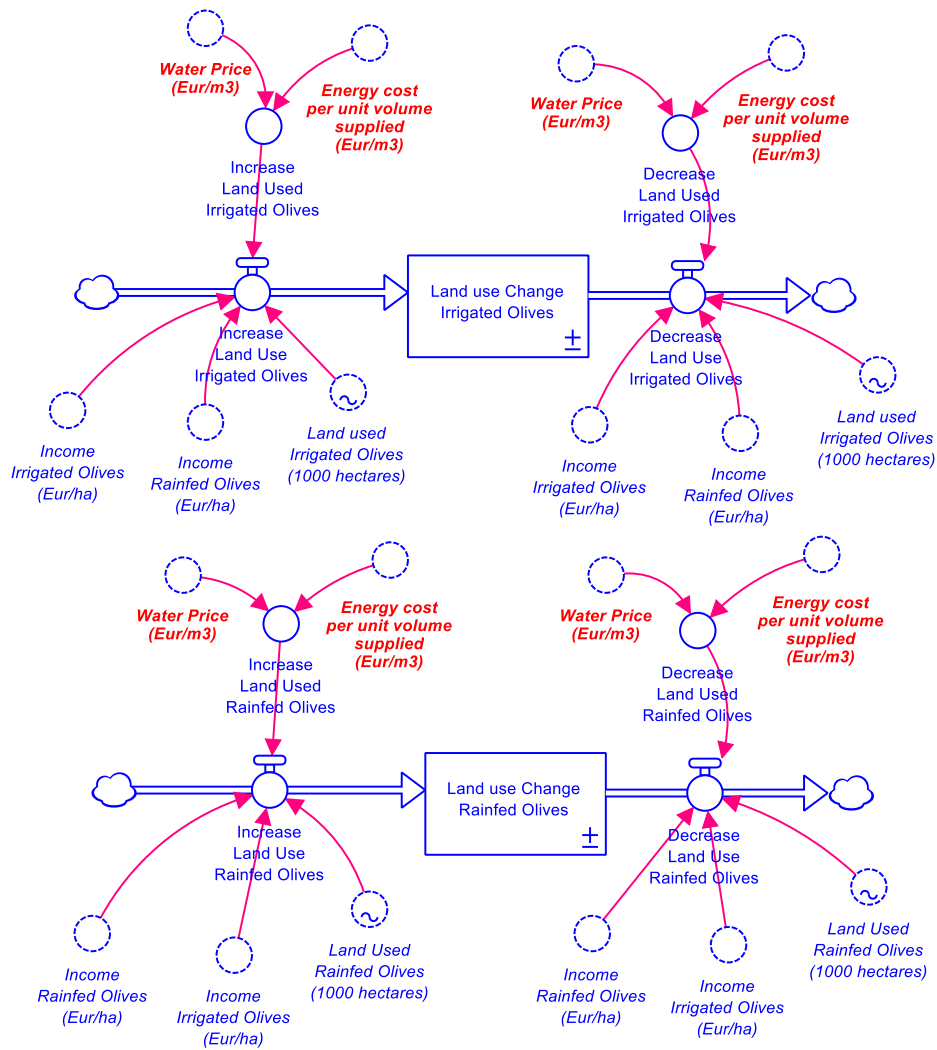 Water Price
(Eur/m3)
Energy cost
per unit volume
supplied
(Eur/m3)
Increase
Land Used
Irrigated Olives
Water Price
(Eur/m3)
Energy cost
per unit volume
supplied
(Eur/m3)
Decrease
Land Used
Irrigated Olives
Land use Change
Irrigated Olives
±
Increase
Land Use
Irrigated Olives
Decrease
Land Use
Irrigated Olives
Income
Irrigated Olives
(Eur/ha)
Income
Rainfed Olives
(Eur/ha)
Land used
Irrigated Olives
(1000 hectares)
Income
Irrigated Olives
(Eur/ha)
Income
Rainfed Olives
(Eur/ha)
Land used
Irrigated Olives
(1000 hectares)
Water Price
(Eur/m3)
Energy cost
per unit volume
supplied
(Eur/m3)
Increase
Land Used
Rainfed Olives
Water Price
(Eur/m3)
Energy cost
per unit volume
supplied
(Eur/m3)
Decrease
Land Used
Rainfed Olives
Land use Change
Rainfed Olives
±
Increase
Land Use
Rainfed Olives
Decrease
Land Use
Rainfed Olives
Income
Rainfed Olives
(Eur/ha)
Income
Irrigated Olives
(Eur/ha)
Land Used
Rainfed Olives
(1000 hectares)
Income
Rainfed Olives
(Eur/ha)
Income
Irrigated Olives
(Eur/ha)
Land Used
Rainfed Olives
(1000 hectares)